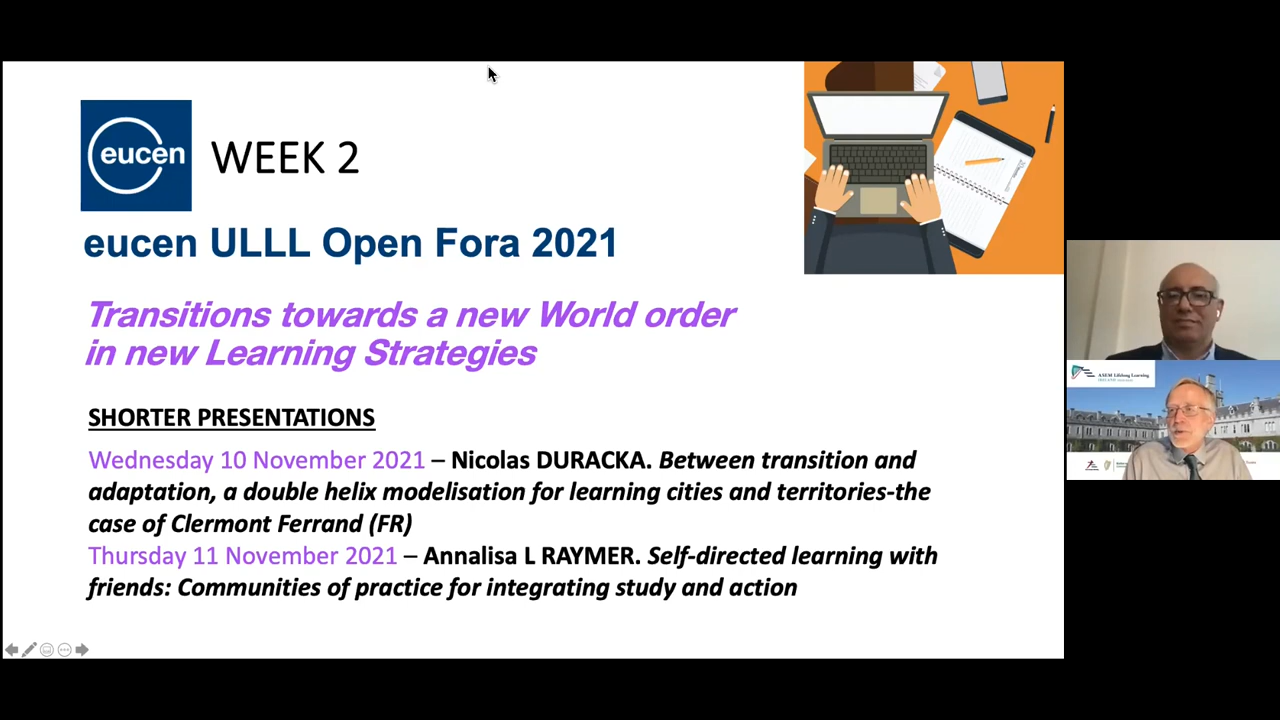 eucen
WEEK 2
eucen ULLL Open Fora 2021
Transitions towards a new World order
in new Learning Strategies
SHORTER PRESENTATIONS
Wednesday 10 November 2021 – Nicolas DURACKA. Between transition and
adaptation, a double helix modelisation for learning cities and territories-the
case of Clermont Ferrand (FR)
Thursday 11 November 2021 – Annalisa L RAYMER. Self-directed learning with
friends: Communities of practice for integrating study and action
ASEM Lifelong Learning